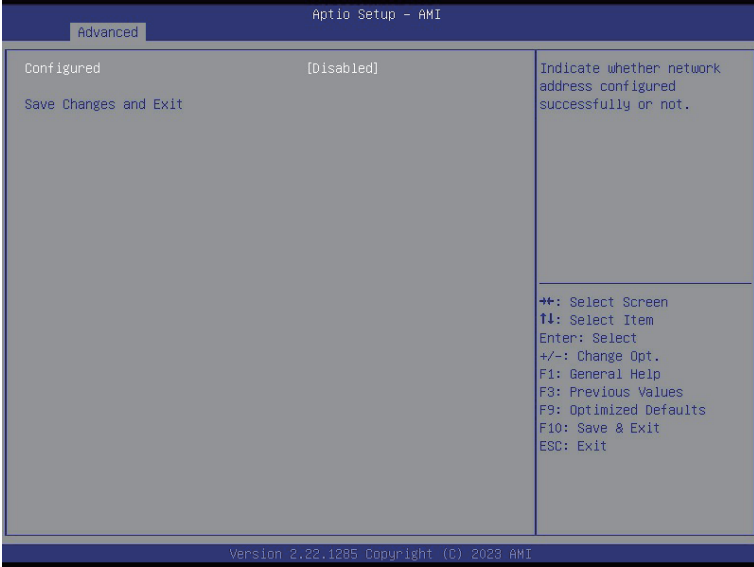 Aptio Setup - AMI
Advanced
Configured [Disabled]
Save Changes and Exit
Indicate whether network
address configured
successfully or not.
→←: Select Screen
↑↓: Select Item
Enter: Select
+/-: Change Opt.
F1: General Help
F3: Previous Values
F9: Optimized Defaults
F10: Save & Exit
ESC: Exit
Version 2.22.1285 Copyright (C) 2023 AMI